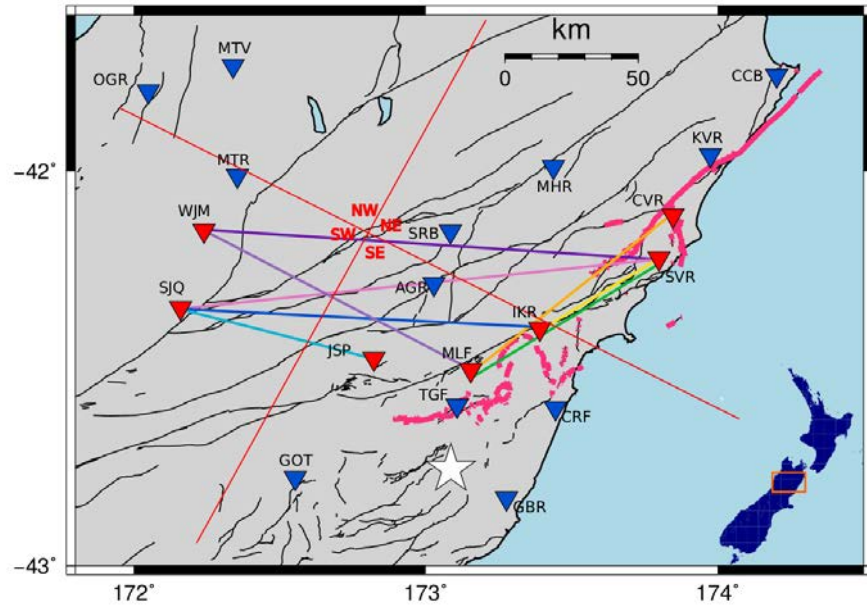 km
0
50
MTV
OGR
CCB
KVR
−42
MTR
MHR
CVR
WJM
NW
NE
SRB
SW
SE
SVR
AGR
SJQ
IKR
JSP
MLF
TGF
CRF
GOT
GBR
−43
172°
173°
174°